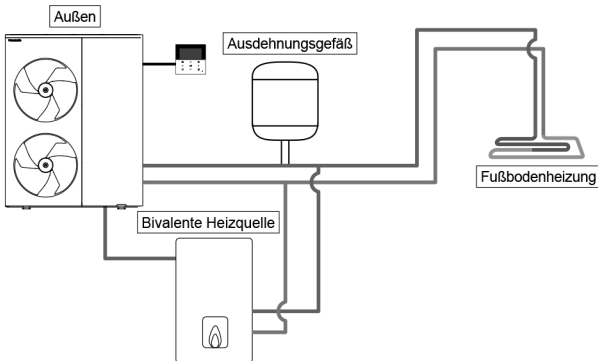 Außen
Ausdehnungsgefäß
Fußbodenheizung
Bivalente Heizquelle